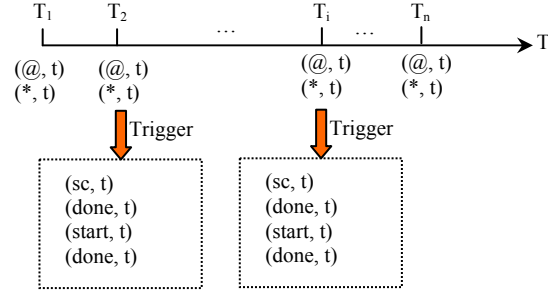 T1 T2 ... Ti ... Tn
T
(@, t) (@, t) (@, t) (@, t)
(*, t) (*, t) (*, t) (*, t)
Trigger Trigger
(sc, t) (sc, t)
(done, t) (done, t)
(start, t) (start, t)
(done, t) (done, t)